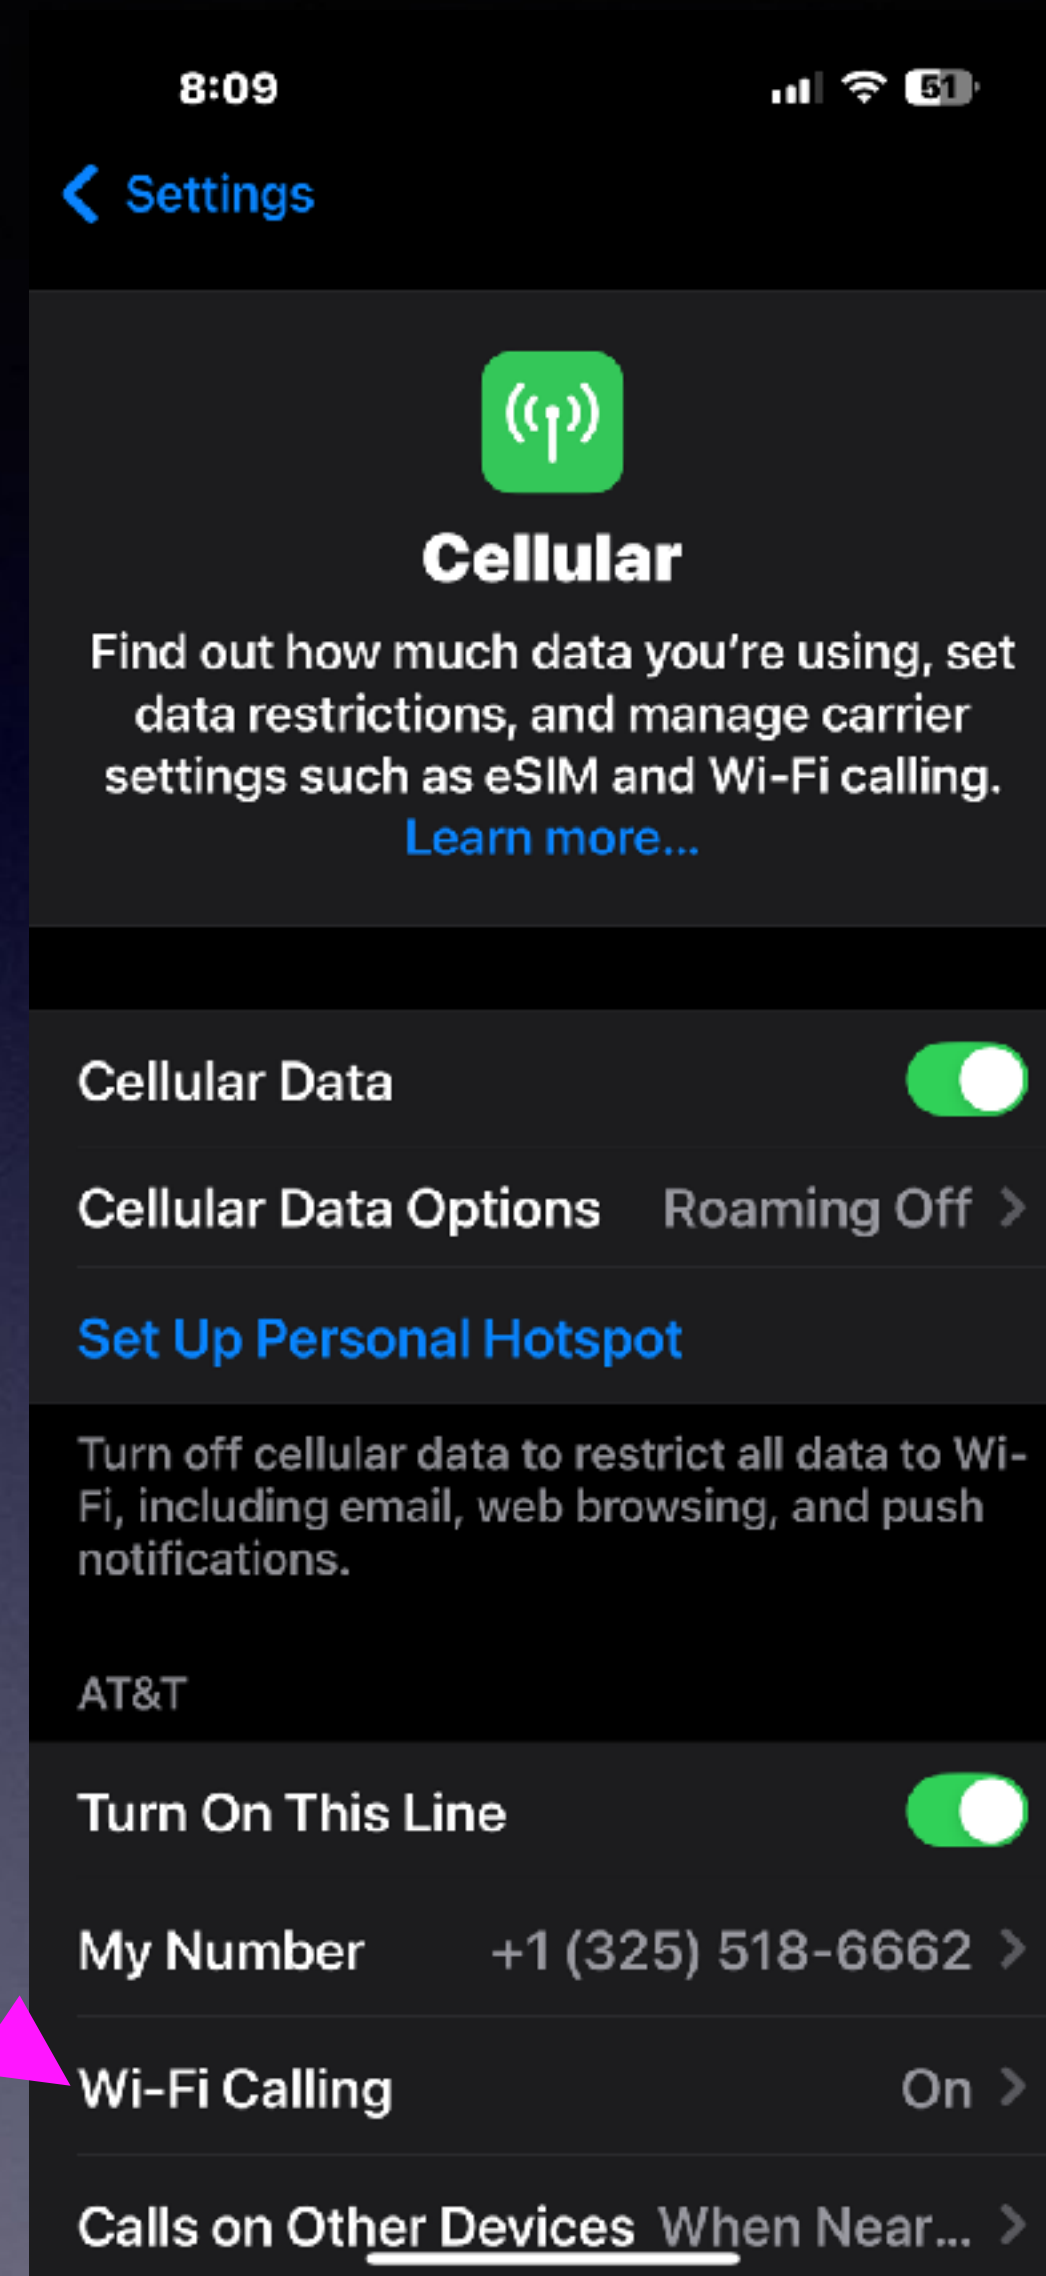 8:09
51
Settings
Cellular
Find out how much data you’re using, set
data restrictions, and manage carrier
settings such as eSIM and Wi-Fi calling.
Learn more...
Cellular Data
Cellular Data Options Roaming Off
Set Up Personal Hotspot
Turn off cellular data to restrict all data to Wi-
Fi, including email, web browsing, and push
notifications.
AT&T
Turn On This Line
My Number +1 (325) 518-6662
Wi-Fi Calling On
Calls on Other Devices When Near...